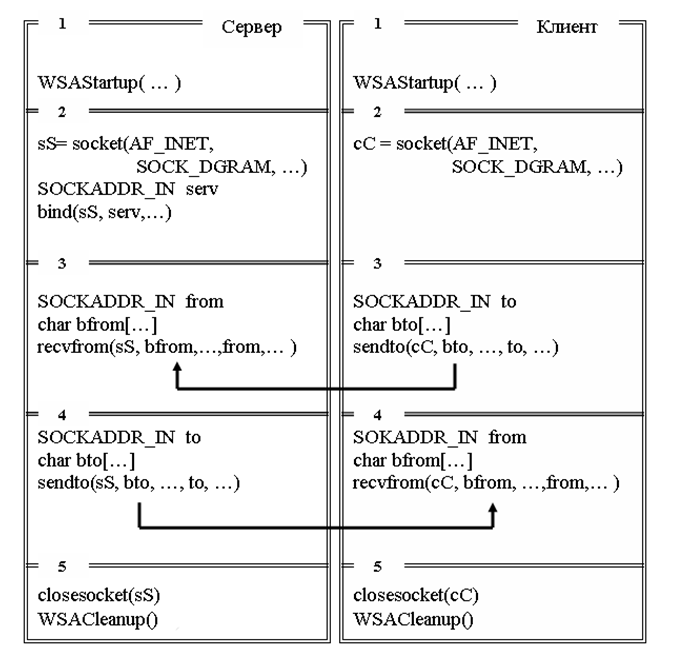 1 Сервер
WSAStartup( … )
2
sS= socket(AF_INET,
SOCK_DGRAM, …)
SOCKADDR_IN serv
bind(sS, serv,…)
3
SOCKADDR_IN from
char bfrom[…]
recvfrom(sS, bfrom,…,from,… )
4
SOCKADDR_IN to
char bto[…]
sendto(sS, bto, …, to, …)
5
closesocket(sS)
WSACleanup()
1 Клиент
WSAStartup( … )
2
cC = socket(AF_INET,
SOCK_DGRAM, …)
3
SOCKADDR_IN to
char bto[…]
sendto(cC, bto, …, to, …)
4
SOKADDR_IN from
char bfrom[…]
recvfrom(cC, bfrom, …,from,… )
5
closesocket(cC)
WSACleanup()